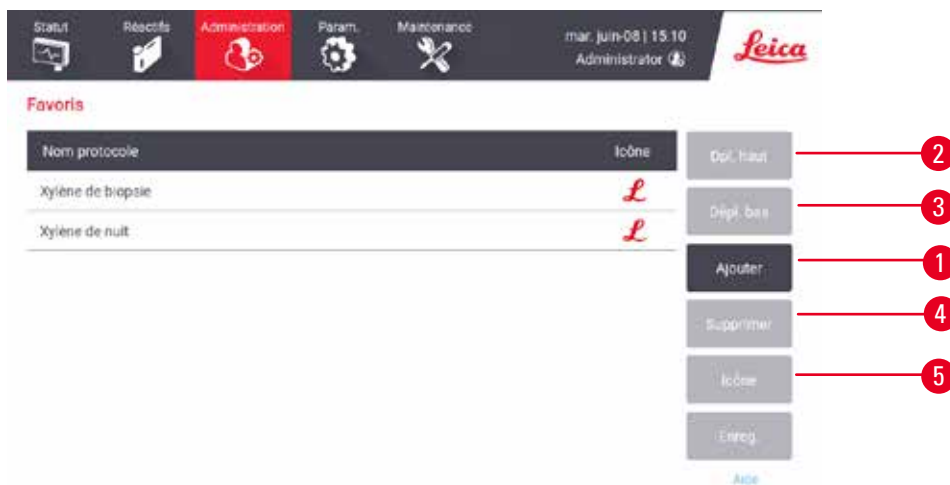 Statut Réactifs Administration Param. Maintenance
mar. juin-08 | 15:10
Administrator
Leica
Favoris
Nom protocole Icône
Xylène de biopsie L
Xylène de nuit L
Dpl. haut 2
Dépl. bas 3
Ajouter 1
Supprimer 4
Icône 5
Enreg.
Aide